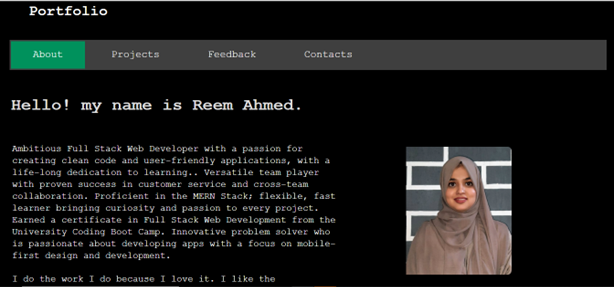 Portfolio
About Projects Feedback Contacts
Hello! my name is Reem Ahmed.
Ambitious Full Stack Web Developer with a passion for
creating clean code and user-friendly applications, with a
life-long dedication to learning.. Versatile team player
with proven success in customer service and cross-team
collaboration. Proficient in the MERN Stack; flexible, fast
learner bringing curiosity and passion to every project.
Earned a certificate in Full Stack Web Development from the
University Coding Boot Camp. Innovative problem solver who
is passionate about developing apps with a focus on mobile-
first design and development.
I do the work I do because I love it. I like the